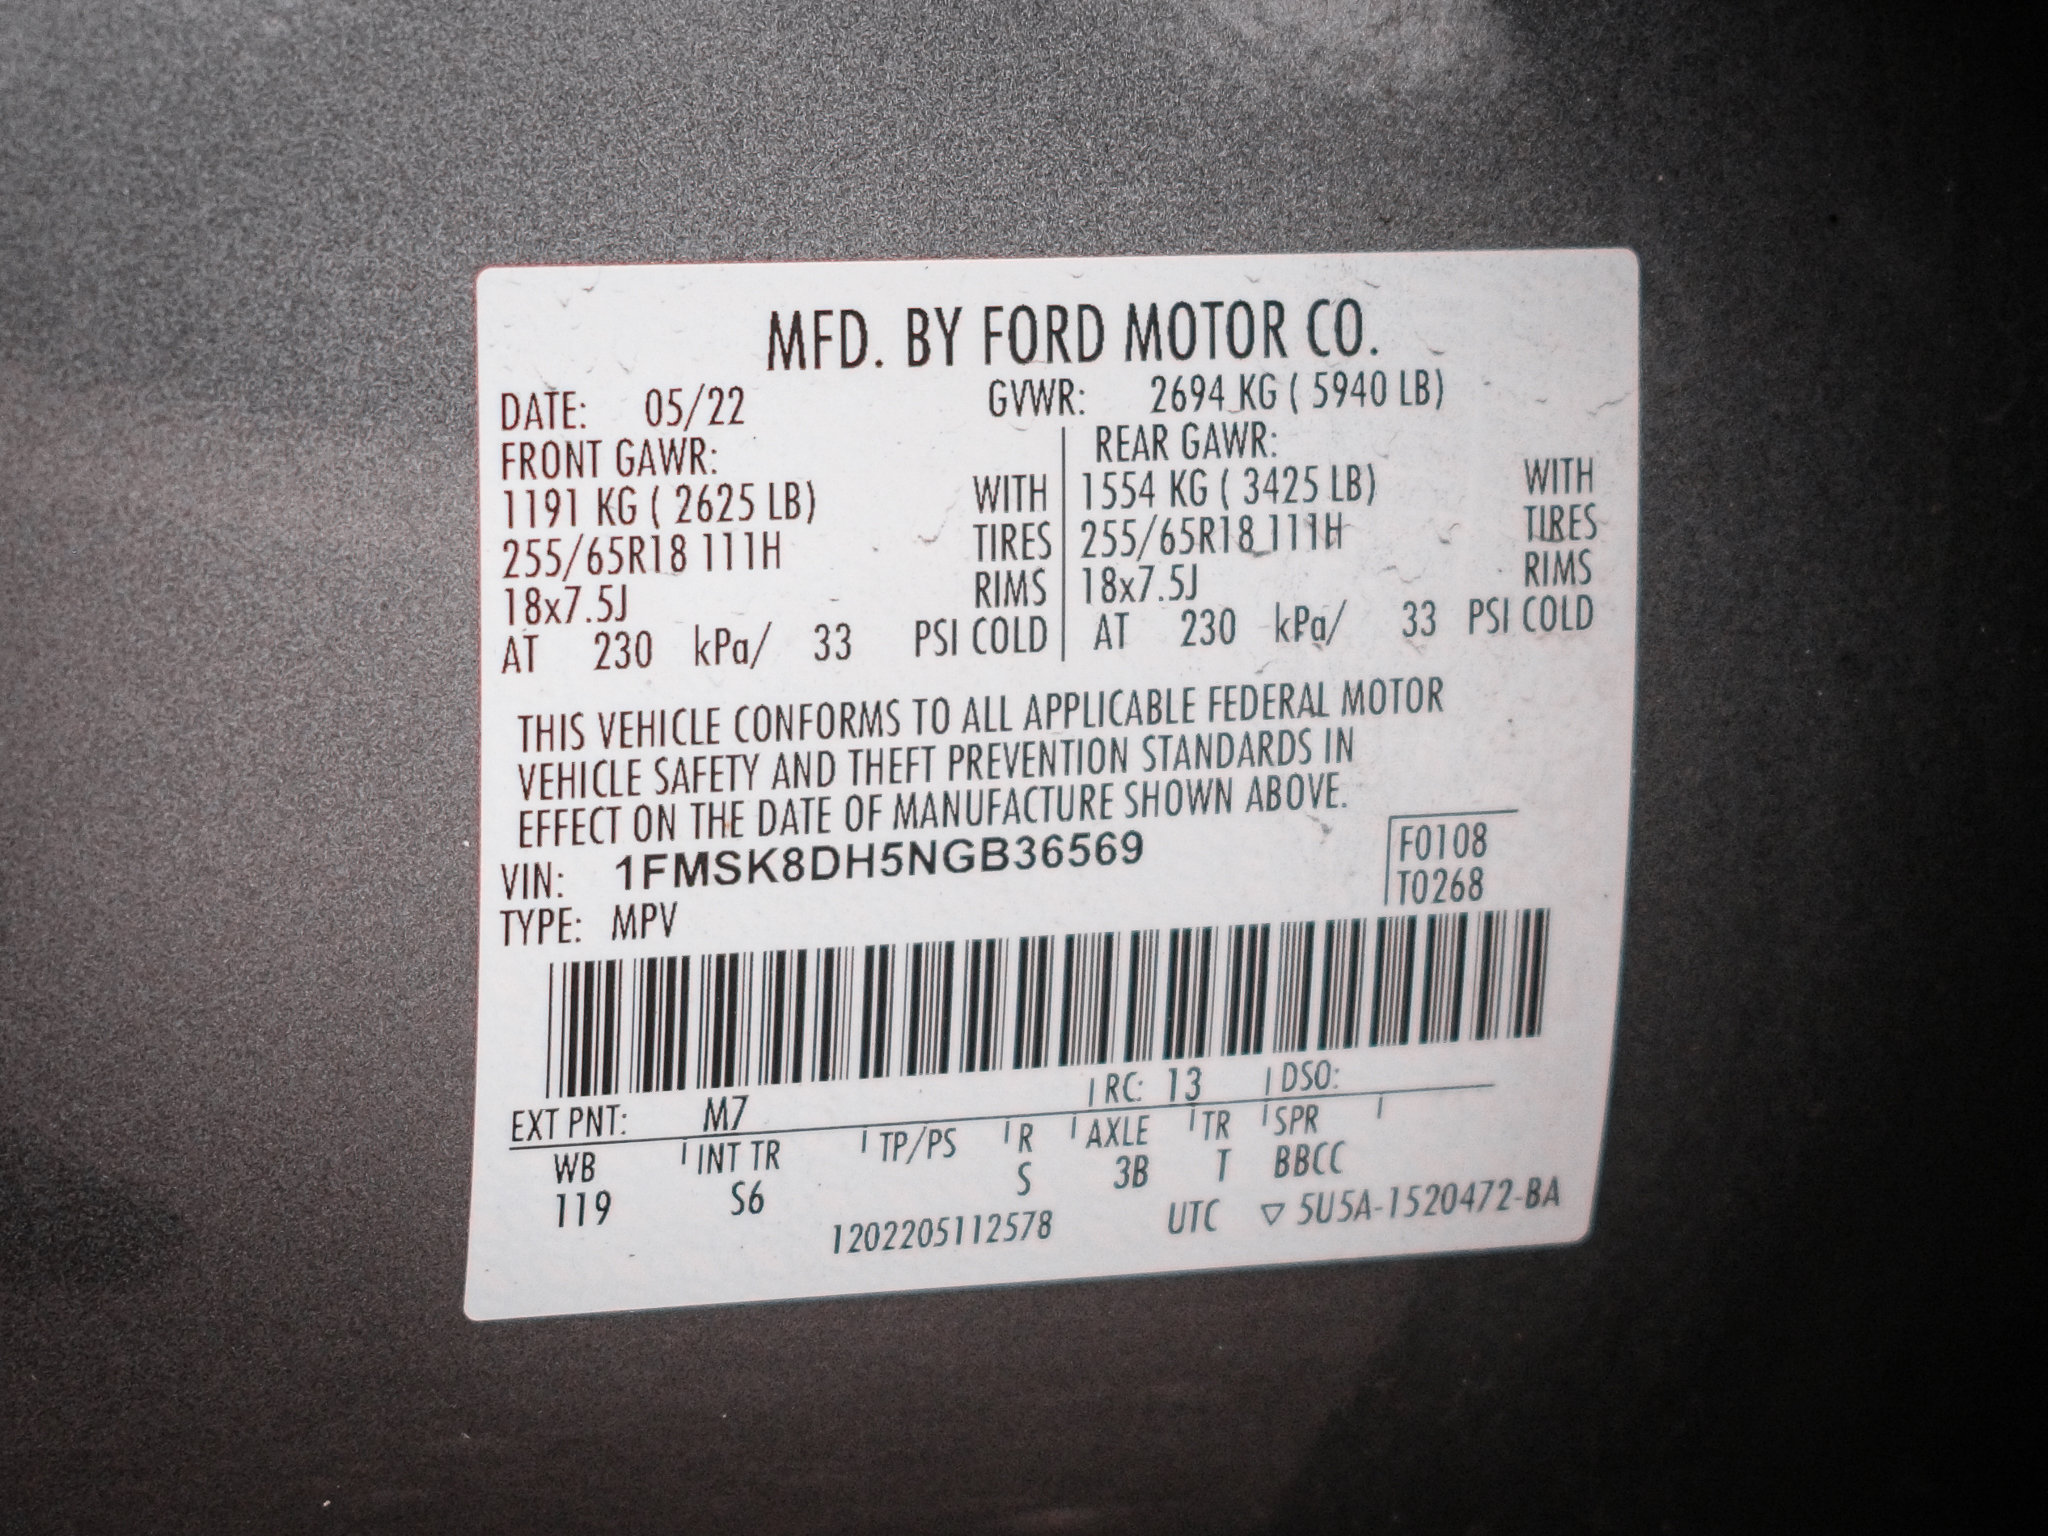 MFD. BY FORD MOTOR CO.
DATE: 05/22 GVWR: 2694 KG ( 5940 LB)
FRONT GAWR: REAR GAWR:
1191 KG ( 2625 LB) WITH 1554 KG ( 3425 LB) WITH
255/65R18 111H TIRES 255/65R18 111H TIRES
18x7.5J RIMS 18x7.5J RIMS
AT 230 kPa/ 33 PSI COLD AT 230 kPa/ 33 PSI COLD
THIS VEHICLE CONFORMS TO ALL APPLICABLE FEDERAL MOTOR
VEHICLE SAFETY AND THEFT PREVENTION STANDARDS IN
EFFECT ON THE DATE OF MANUFACTURE SHOWN ABOVE.
VIN: 1FMSK8DH5NGB36569 F0108
TYPE: MPV T0268
EXT PNT: M7 RC: 13 DSO:
WB INT TR TP/PS R AXLE TR SPR
119 S6 S 3B T BBCC
1202205112578 UTC ▽ 5U5A-1520472-BA